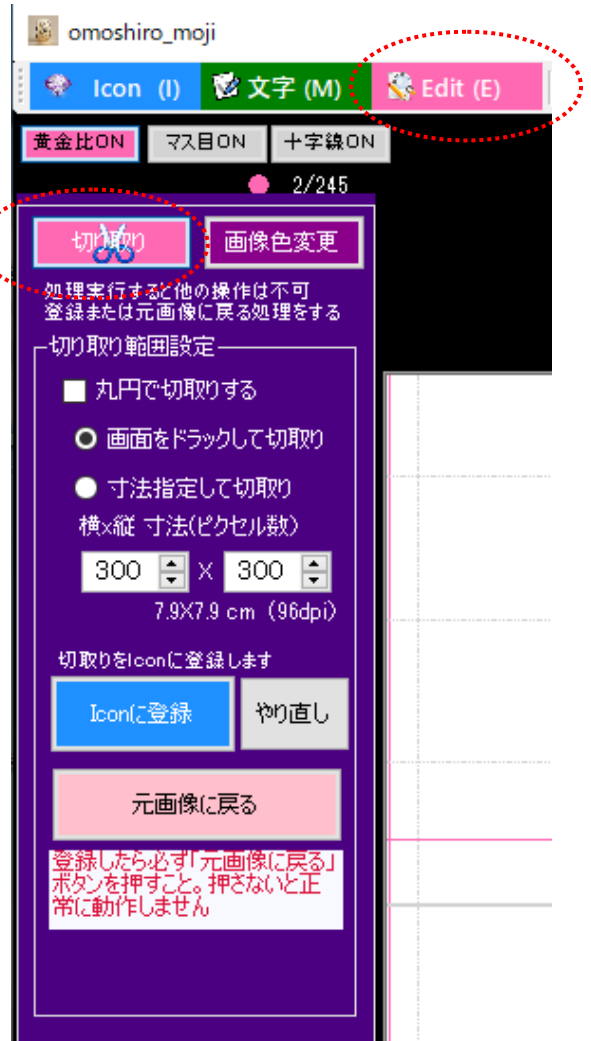 omoshiro_moji
Icon (I) 文字 (M) Edit (E)
黄金比ON マス目ON 十字線ON
2/245
切り取り 画像色変更
処理実行すると他の操作は不可
登録または元画像に戻る処理をする
切り取り範囲設定
丸円で切取りする
画面をドラックして切取り
寸法指定して切取り
横×縦 寸法(ピクセル数)
300 X 300
7.9X7.9 cm (96dpi)
切取りをIconに登録します
Iconに登録 やり直し
元画像に戻る
登録したら必ず「元画像に戻る」
ボタンを押すこと。押さないと正
常に動作しません